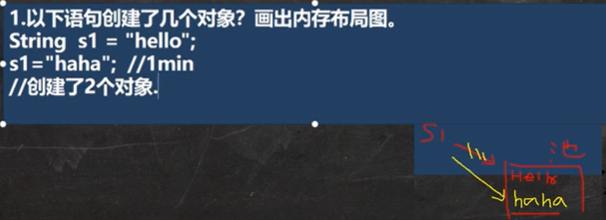 1.以下语句创建了几个对象？画出内存布局图。
String s1 = "hello";
s1="haha"; //1min
//创建了2个对象.
S1
池
Hello
haha